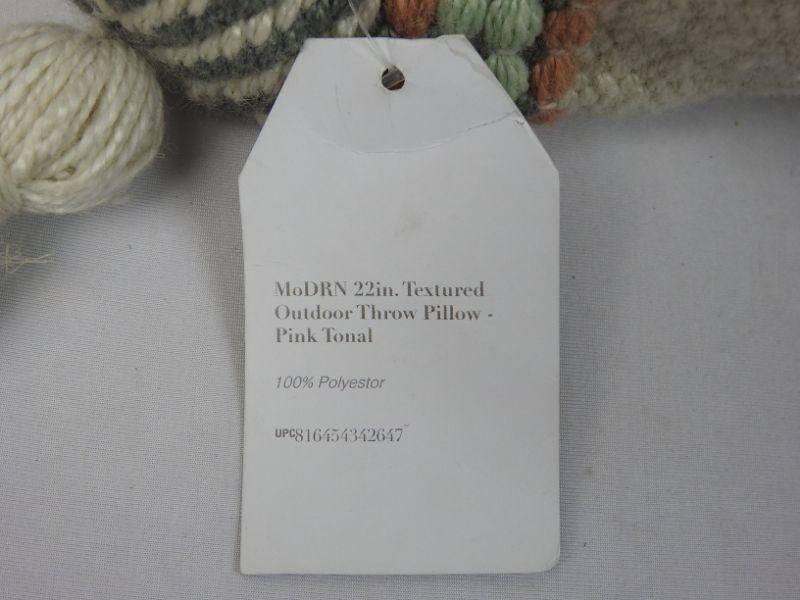 MoDRN 22in. Textured
Outdoor Throw Pillow -
Pink Tonal
100% Polyestor
UPC816454342647